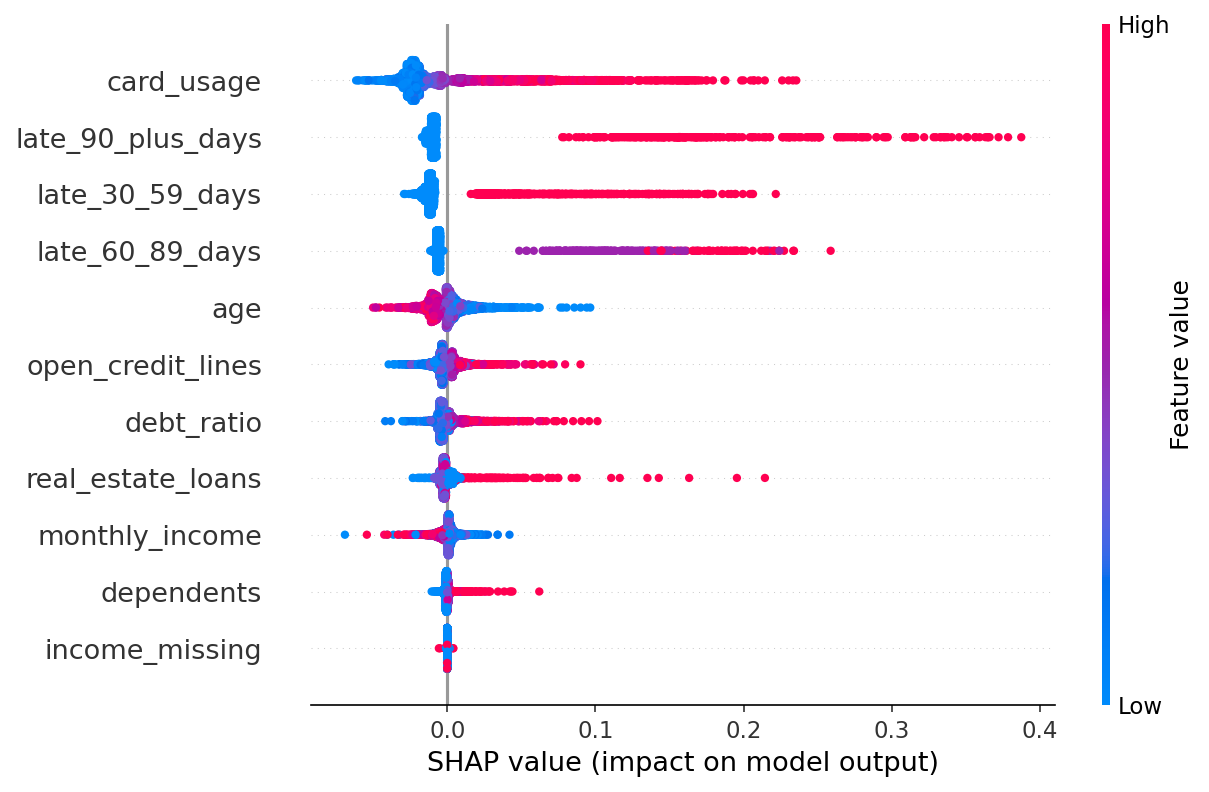 High
card_usage
late_90_plus_days
late_30_59_days
late_60_89_days
age
open_credit_lines
debt_ratio
real_estate_loans
monthly_income
dependents
income_missing
Feature value
Low
0.0 0.1 0.2 0.3 0.4
SHAP value (impact on model output)